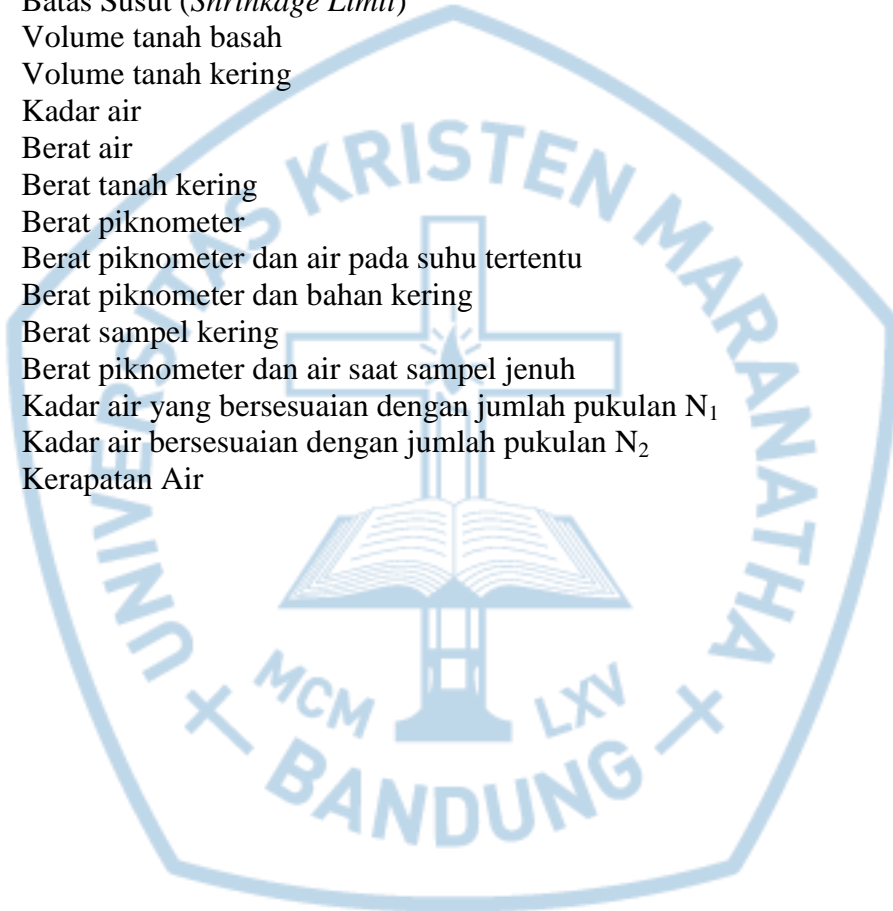 Batas Susut (Shrinkage Limit)
Volume tanah basah
Volume tanah kering
Kadar air
Berat air
Berat tanah kering
Berat piknometer
Berat piknometer dan air pada suhu tertentu
Berat piknometer dan bahan kering
Berat sampel kering
Berat piknometer dan air saat sampel jenuh
Kadar air yang bersesuaian dengan jumlah pukulan N₁
Kadar air bersesuaian dengan jumlah pukulan N₂
Kerapatan Air
UNIVERSITAS KRISTEN MARANATHA
MCM LXV
BANDUNG